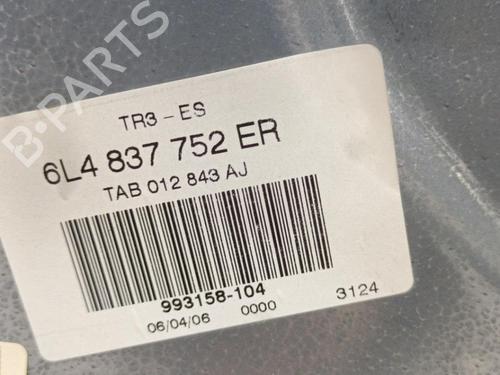 B-PARTS
TR3 - ES
6L4 837 752 ER
TAB 012 843 AJ
993158-104
06/04/06 0000 3124